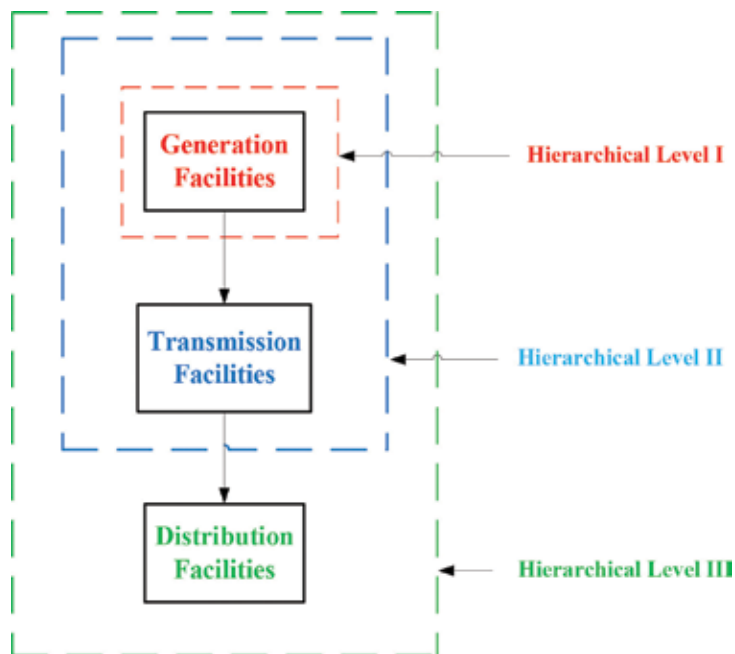 Generation
Facilities
Hierarchical Level I
Transmission
Facilities
Hierarchical Level II
Distribution
Facilities
Hierarchical Level III